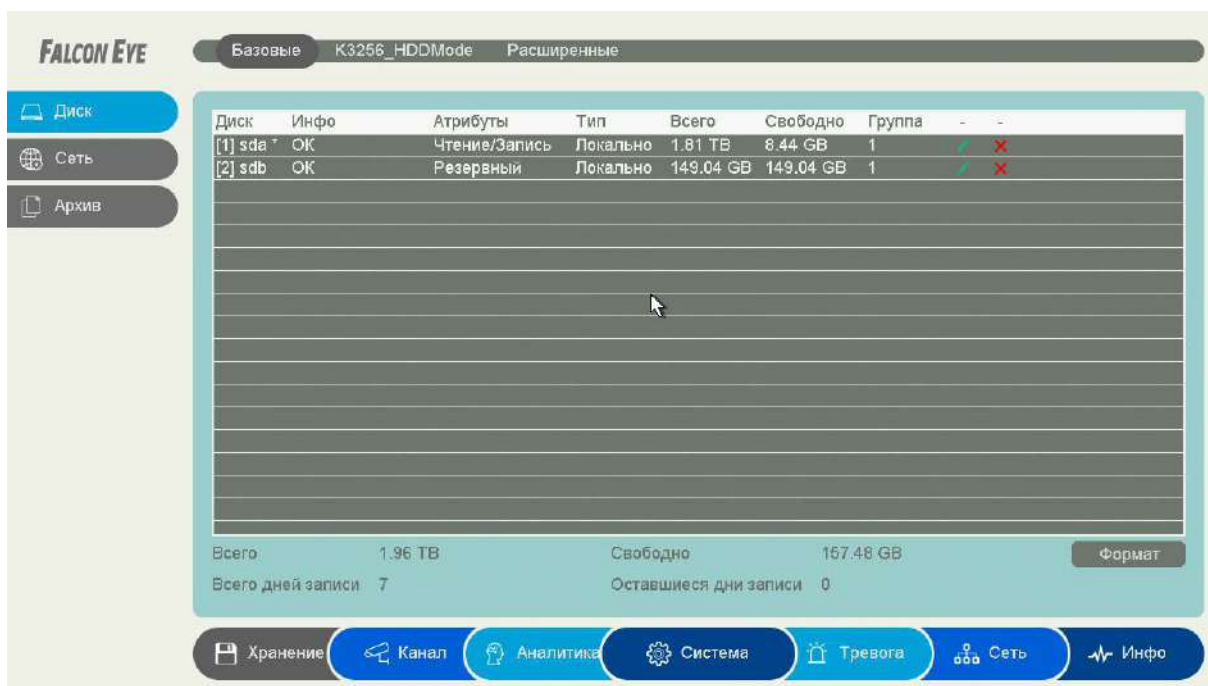 FALCON EYE
Базовые K3256_HDDMode Расширенные
Диск
Сеть
Архив
Диск Инфо Атрибуты Тип Всего Свободно Группа - -
[1] sda * OK Чтение/Запись Локально 1.81 TB 8.44 GB 1
[2] sdb OK Резервный Локально 149.04 GB 149.04 GB 1
Всего 1.96 TB Свободно 157.48 GB Формат
Всего дней записи 7 Оставшиеся дни записи 0
Хранение Канал Аналитика Система Тревога Сеть Инфо